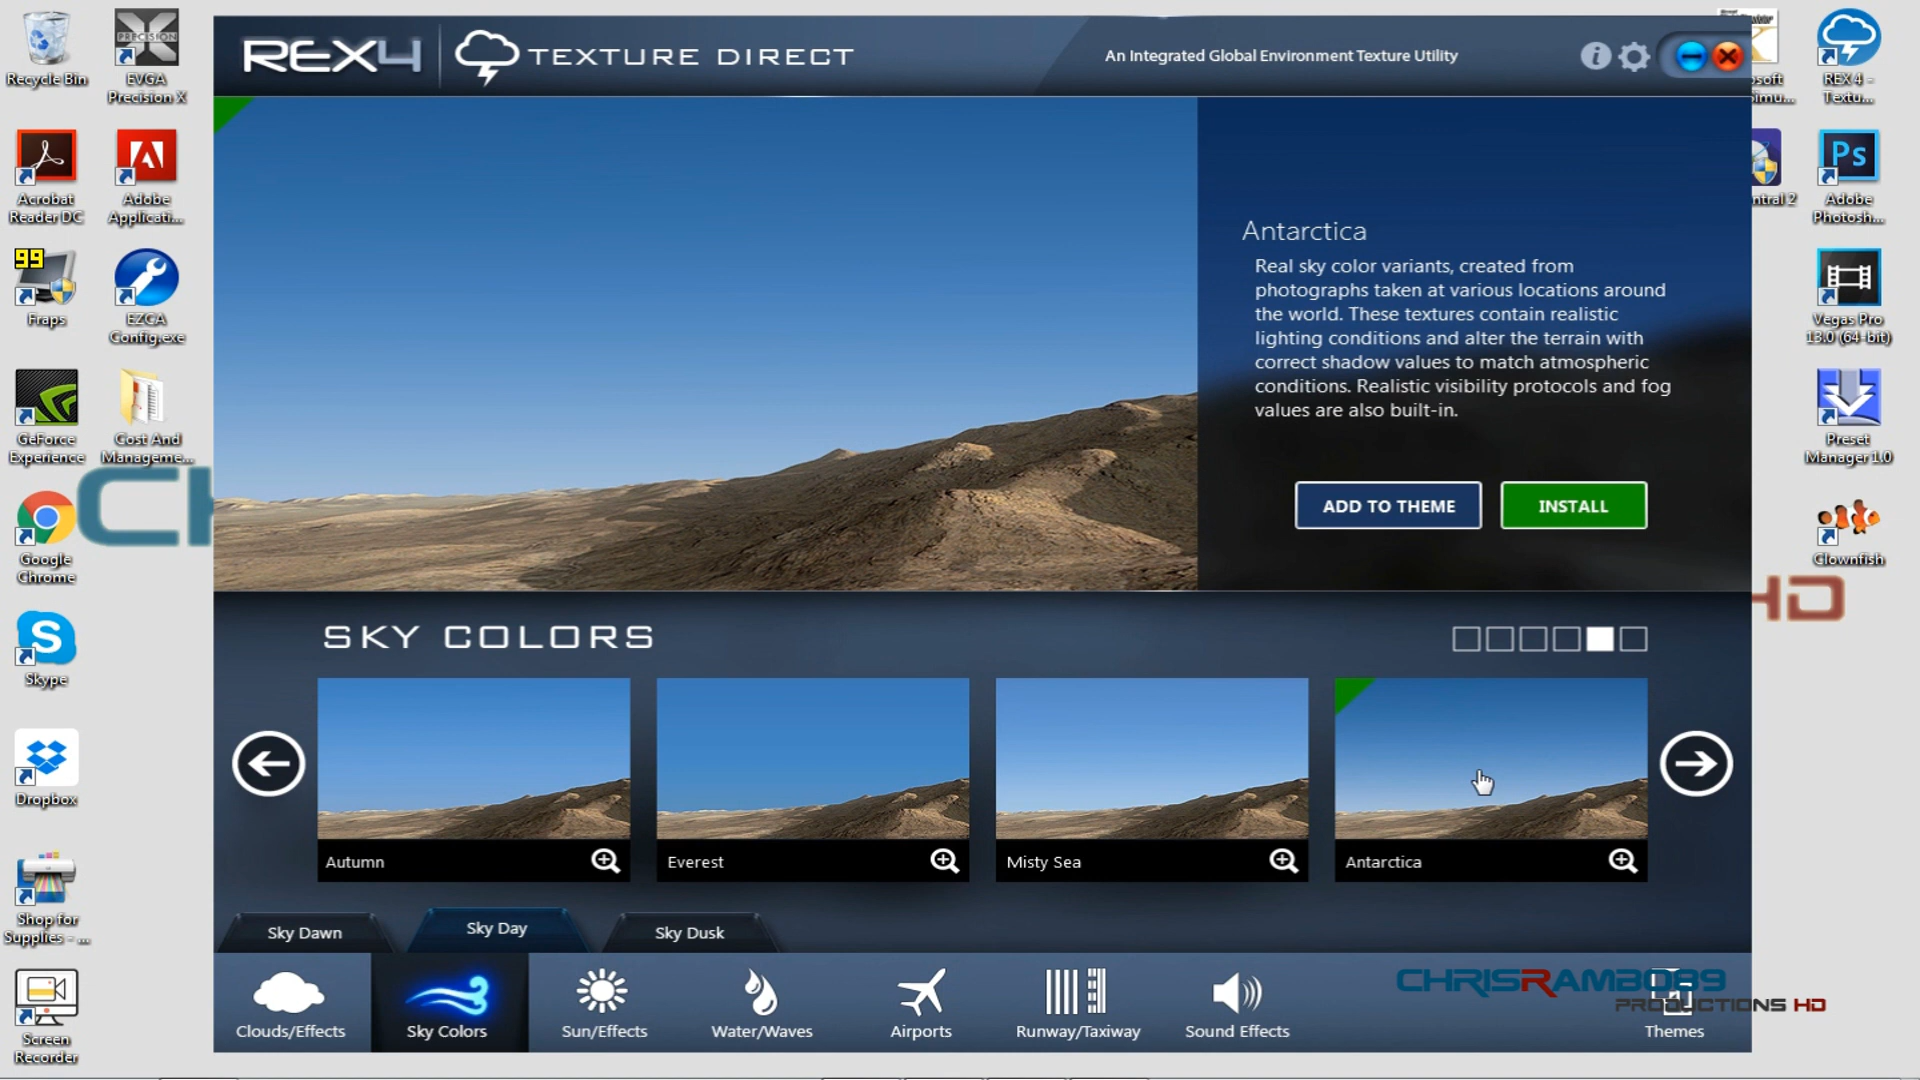 REX4 TEXTURE DIRECT
An Integrated Global Environment Texture Utility
Recycle Bin
EVGA
Precision X
Acrobat
Reader DC
Adobe
Applicati...
99
Fraps
EZCA
Config.exe
GeForce
Experience
Cost And
Manageme...
Google
Chrome
Skype
Dropbox
Shop for
Supplies - ...
Screen
Recorder
Antarctica
Real sky color variants, created from
photographs taken at various locations around
the world. These textures contain realistic
lighting conditions and alter the terrain with
correct shadow values to match atmospheric
conditions. Realistic visibility protocols and fog
values are also built-in.
ADD TO THEME
INSTALL
SKY COLORS
Autumn
Everest
Misty Sea
Antarctica
Sky Dawn
Sky Day
Sky Dusk
Clouds/Effects
Sky Colors
Sun/Effects
Water/Waves
Airports
Runway/Taxiway
Sound Effects
Themes
CHRISRAMBO89
PRODUCTIONS HD
REX 4 -
Textu...
Ps
Adobe
Photosh...
Vegas Pro
13.0 (64-bit)
Preset
Manager 1.0
Clownfish
HD